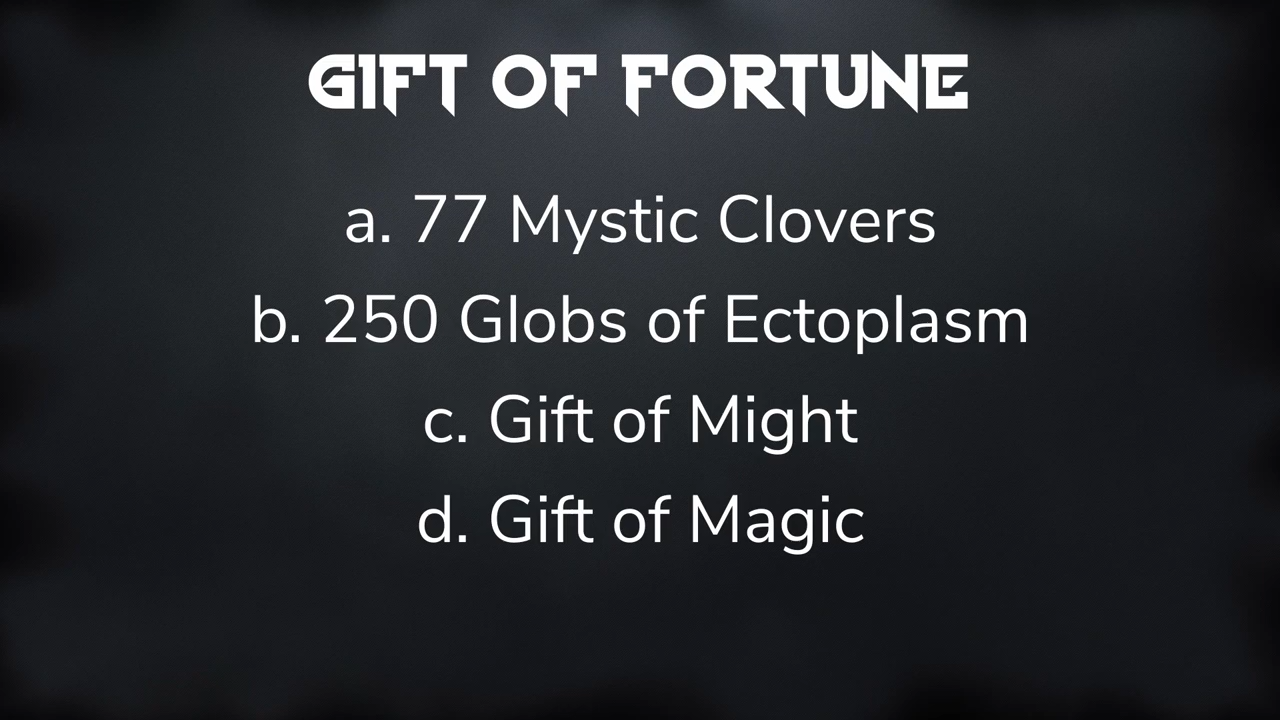 GIFT OF FORTUNE
a. 77 Mystic Clovers
b. 250 Globs of Ectoplasm
c. Gift of Might
d. Gift of Magic